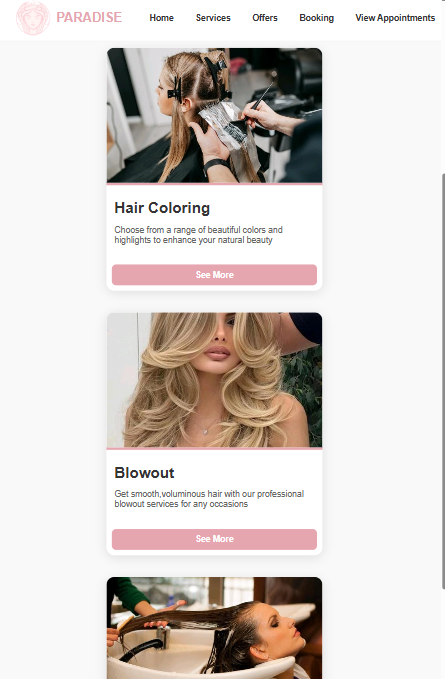 PARADISE Home Services Offers Booking View Appointments
Hair Coloring
Choose from a range of beautiful colors and
highlights to enhance your natural beauty
See More
Blowout
Get smooth,voluminous hair with our professional
blowout services for any occasions
See More